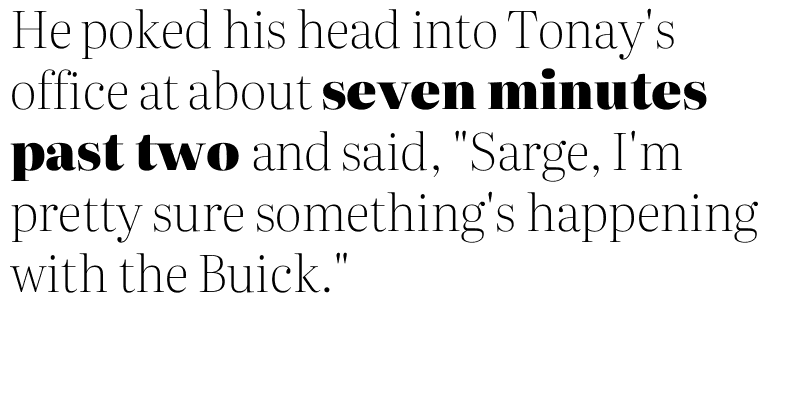 He poked his head into Tonay's
office at about seven minutes
past two and said, "Sarge, I'm
pretty sure something's happening
with the Buick."